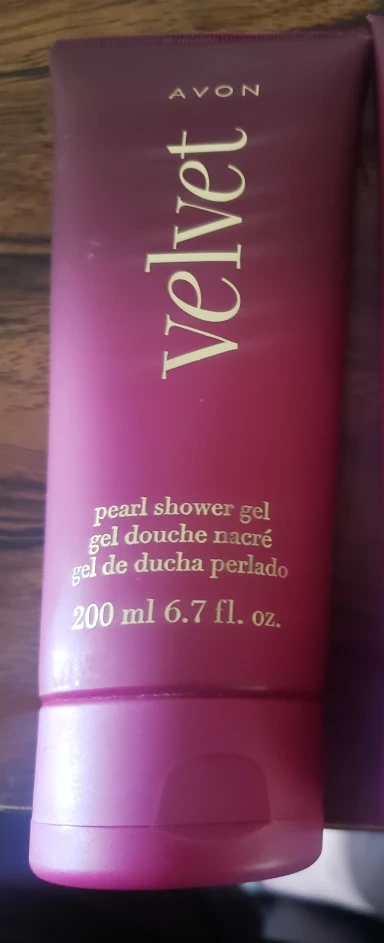 AVON
velvet
pearl shower gel
gel douche nacré
gel de ducha perlado
200 ml 6.7 fl. oz.